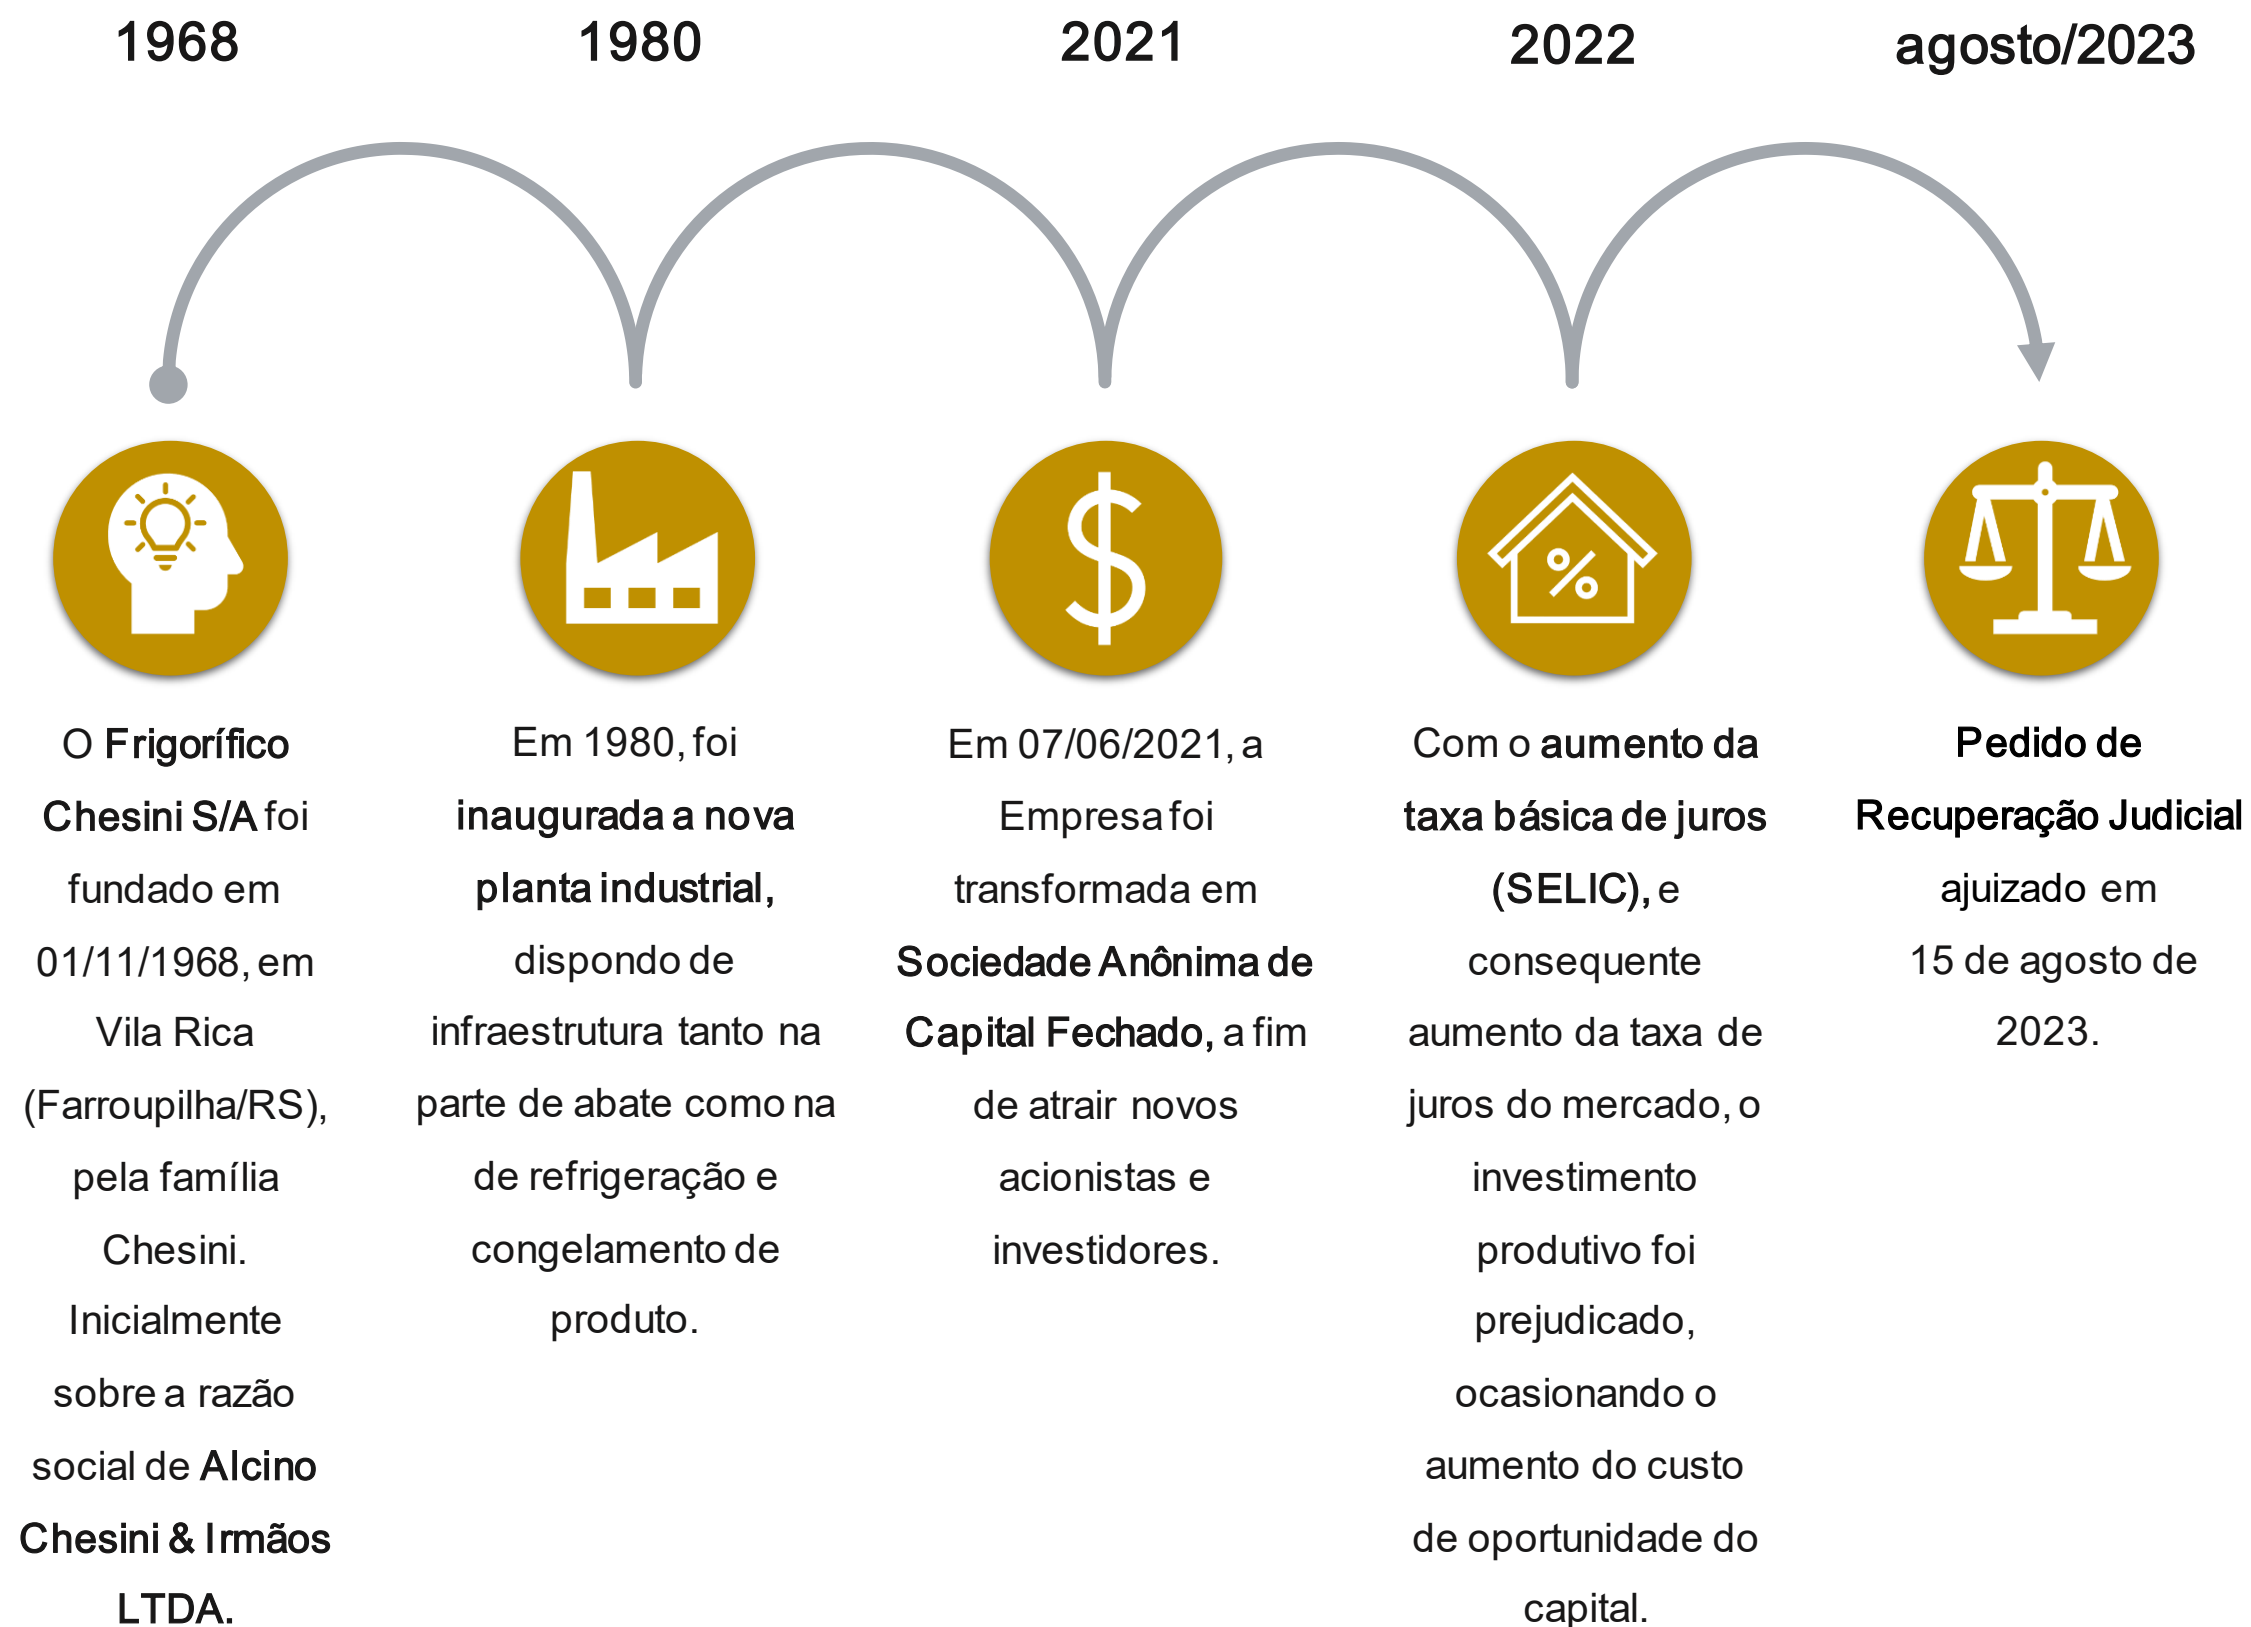 1968
1980
2021
2022
agosto/2023
O Frigorífico
Chesini S/A foi
fundado em
01/11/1968, em
Vila Rica
(Farroupilha/RS),
pela família
Chesini.
Inicialmente
sobre a razão
social de Alcino
Chesini & Irmãos
LTDA.
Em 1980, foi
inaugurada a nova
planta industrial,
dispondo de
infraestrutura tanto na
parte de abate como na
de refrigeração e
congelamento de
produto.
Em 07/06/2021, a
Empresa foi
transformada em
Sociedade Anônima de
Capital Fechado, a fim
de atrair novos
acionistas e
investidores.
Com o aumento da
taxa básica de juros
(SELIC), e
consequente
aumento da taxa de
juros do mercado, o
investimento
produtivo foi
prejudicado,
ocasionando o
aumento do custo
de oportunidade do
capital.
Pedido de
Recuperação Judicial
ajuizado em
15 de agosto de
2023.